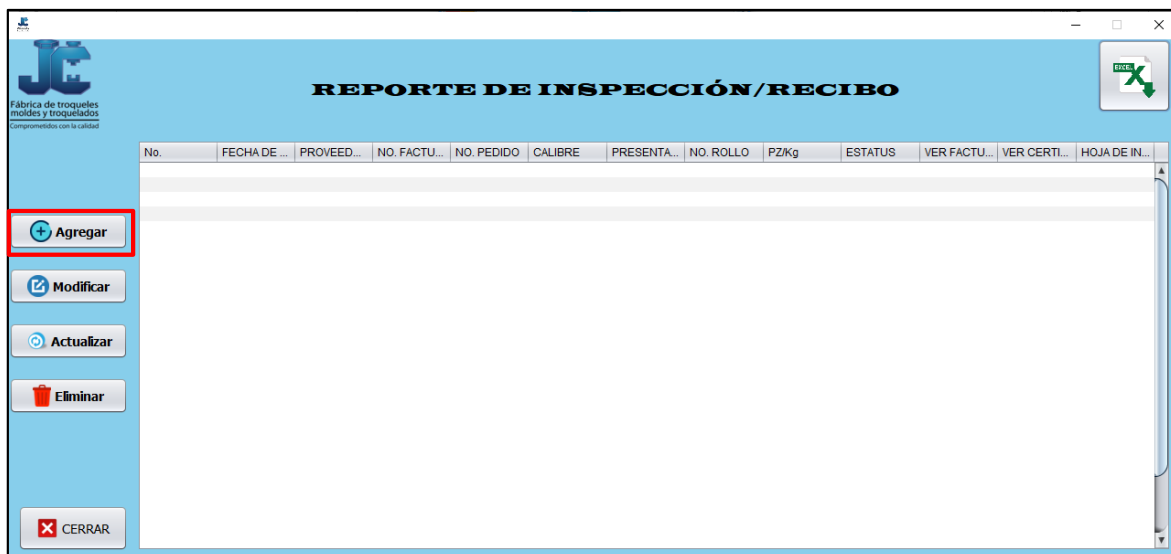 Fábrica de troqueles
moldes y troquelados
Comprometidos con la calidad
REPORTE DE INSPECCIÓN/RECIBO
EXCEL
X
No. FECHA DE ... PROVEED... NO. FACTU... NO. PEDIDO CALIBRE PRESENTA... NO. ROLLO PZ/Kg ESTATUS VER FACTU... VER CERTI... HOJA DE IN...
Agregar
Modificar
Actualizar
Eliminar
CERRAR